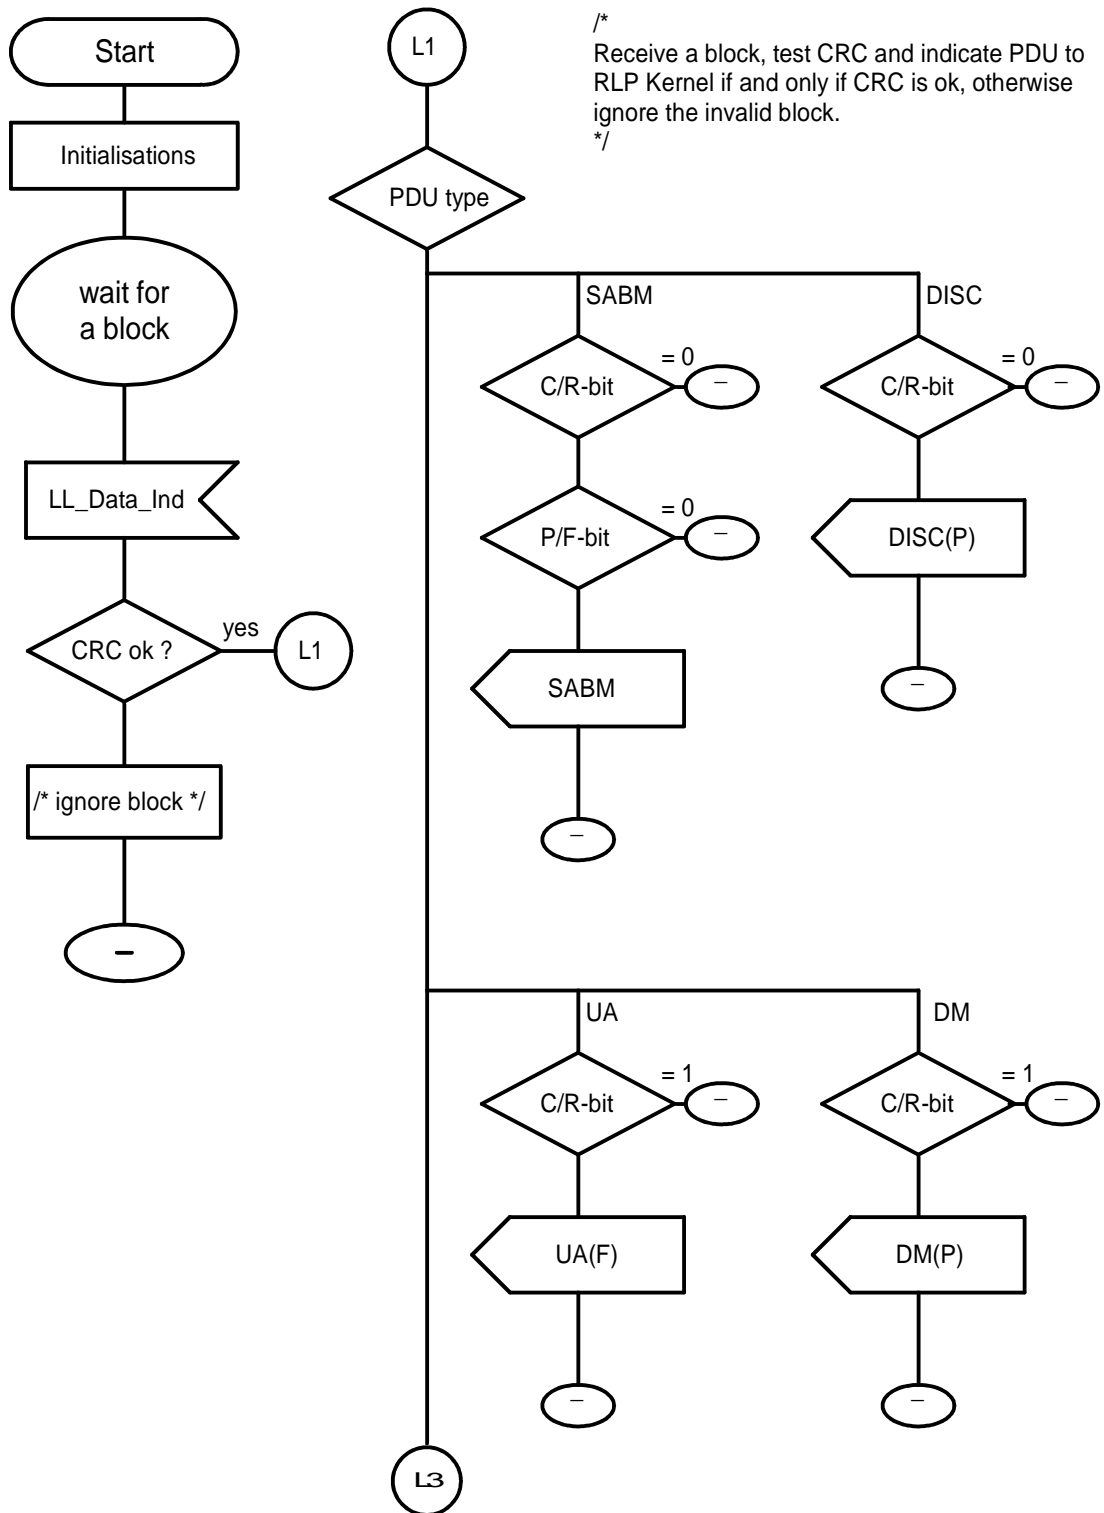 Start
Initialisations
wait for
a block
LL_Data_Ind
CRC ok ?
yes
L1
/* ignore block */
–
L1
/*
Receive a block, test CRC and indicate PDU to
RLP Kernel if and only if CRC is ok, otherwise
ignore the invalid block.
*/
PDU type
SABM
C/R-bit
= 0
–
P/F-bit
= 0
–
SABM
–
DISC
C/R-bit
= 0
–
DISC(P)
–
UA
C/R-bit
= 1
–
UA(F)
–
DM
C/R-bit
= 1
–
DM(P)
–
L3